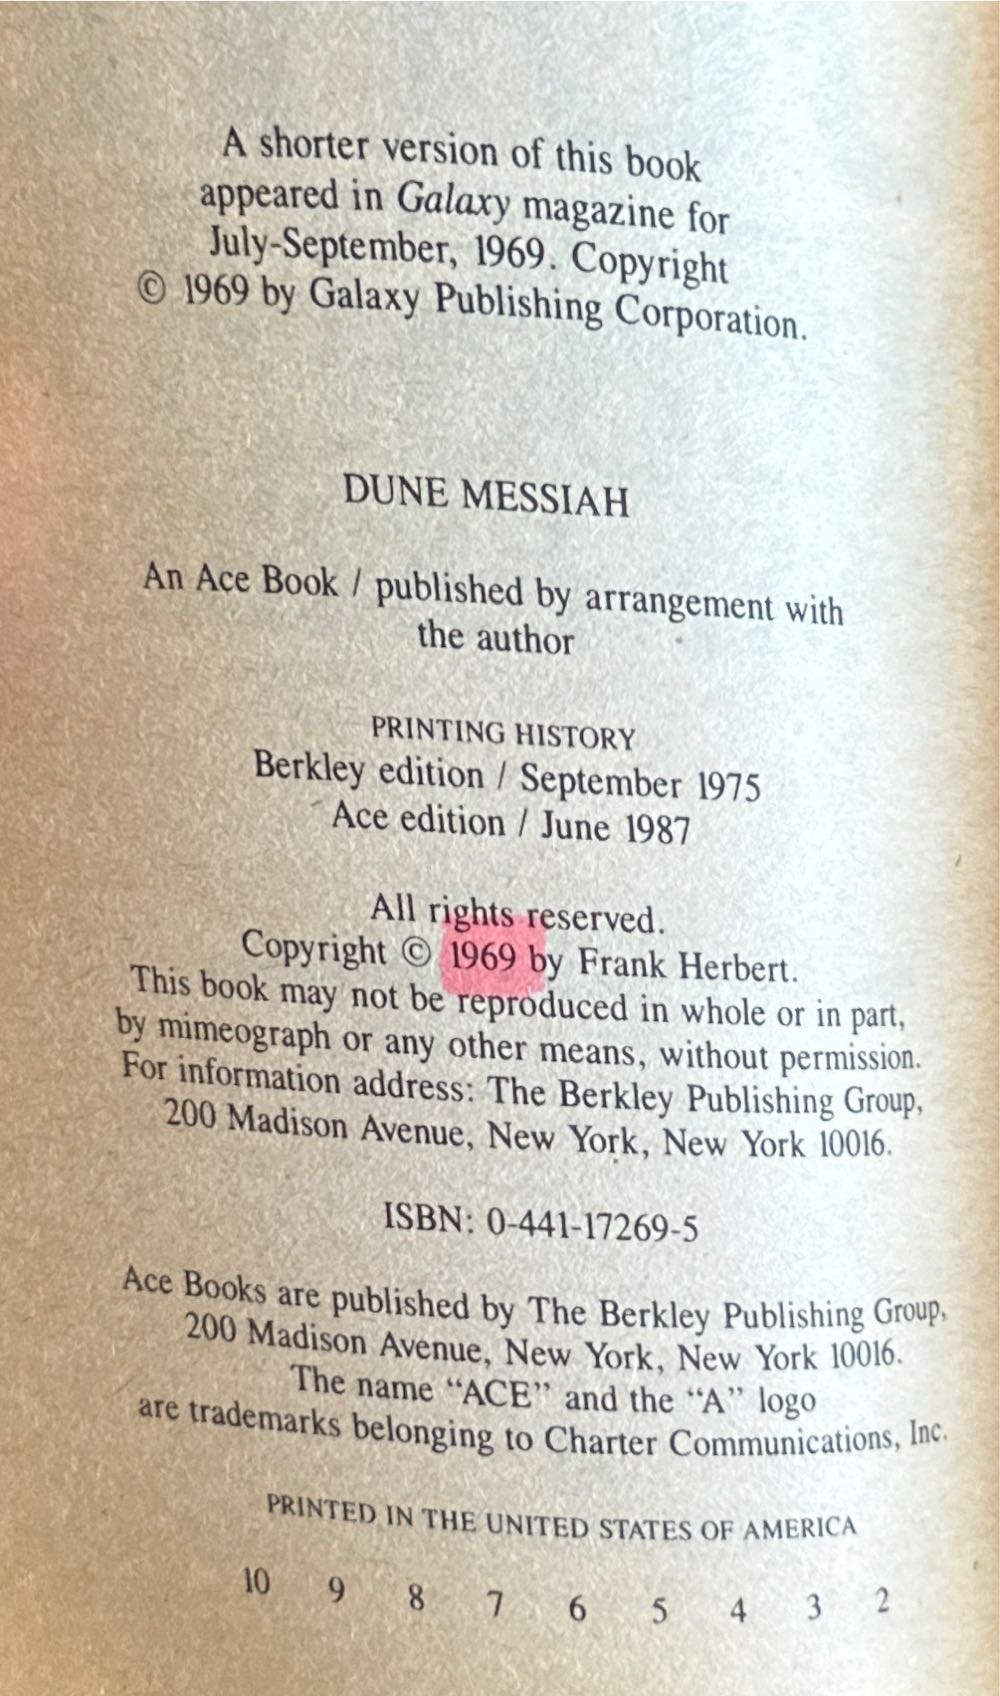 A shorter version of this book
appeared in Galaxy magazine for
July-September, 1969. Copyright
© 1969 by Galaxy Publishing Corporation.
DUNE MESSIAH
An Ace Book / published by arrangement with
the author
PRINTING HISTORY
Berkley edition / September 1975
Ace edition / June 1987
All rights reserved.
Copyright © 1969 by Frank Herbert.
This book may not be reproduced in whole or in part,
by mimeograph or any other means, without permission.
For information address: The Berkley Publishing Group,
200 Madison Avenue, New York, New York 10016.
ISBN: 0-441-17269-5
Ace Books are published by The Berkley Publishing Group,
200 Madison Avenue, New York, New York 10016.
The name “ACE” and the “A” logo
are trademarks belonging to Charter Communications, Inc.
PRINTED IN THE UNITED STATES OF AMERICA
10 9 8 7 6 5 4 3 2